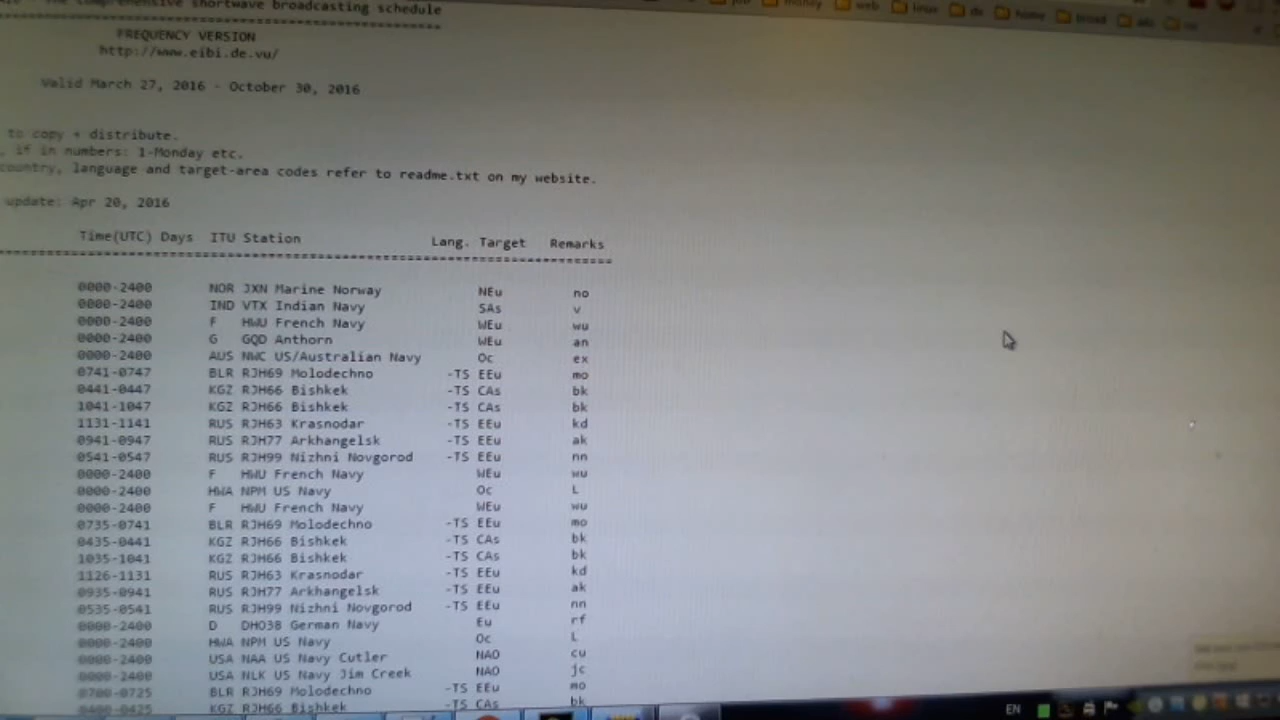 shortwave broadcasting schedule
FREQUENCY VERSION
http://www.eibi.de.vu/
Valid March 27, 2016 - October 30, 2016
to copy + distribute.
, if in numbers: 1-Monday etc.
country, language and target-area codes refer to readme.txt on my website.
update: Apr 20, 2016
Time(UTC) Days ITU Station Lang. Target Remarks
0000-2400 NOR JXN Marine Norway NEu no
0000-2400 IND VTX Indian Navy SAs v
0000-2400 F HWU French Navy WEu wu
0000-2400 G GQD Anthorn WEu an
0000-2400 AUS NWC US/Australian Navy Oc ex
0741-0747 BLR RJH69 Molodechno -TS EEu mo
0441-0447 KGZ RJH66 Bishkek -TS CAs bk
1041-1047 KGZ RJH66 Bishkek -TS CAs bk
1131-1141 RUS RJH63 Krasnodar -TS EEu kd
0941-0947 RUS RJH77 Arkhangelsk -TS EEu ak
0541-0547 RUS RJH99 Nizhni Novgorod -TS EEu nn
0000-2400 F HWU French Navy WEu wu
0000-2400 HWA NPM US Navy Oc L
0000-2400 F HWU French Navy WEu wu
0735-0741 BLR RJH69 Molodechno -TS EEu mo
0435-0441 KGZ RJH66 Bishkek -TS CAs bk
1035-1041 KGZ RJH66 Bishkek -TS CAs bk
1126-1131 RUS RJH63 Krasnodar -TS EEu kd
0935-0941 RUS RJH77 Arkhangelsk -TS EEu ak
0535-0541 RUS RJH99 Nizhni Novgorod -TS EEu nn
0000-2400 D DHO38 German Navy Eu rf
0000-2400 HWA NPM US Navy Oc L
0000-2400 USA NAA US Navy Cutler NAO cu
0000-2400 USA NLK US Navy Jim Creek NAO jc
0700-0725 BLR RJH69 Molodechno -TS EEu mo
0400-0425 KGZ RJH66 Bishkek -TS CAs bk
EN